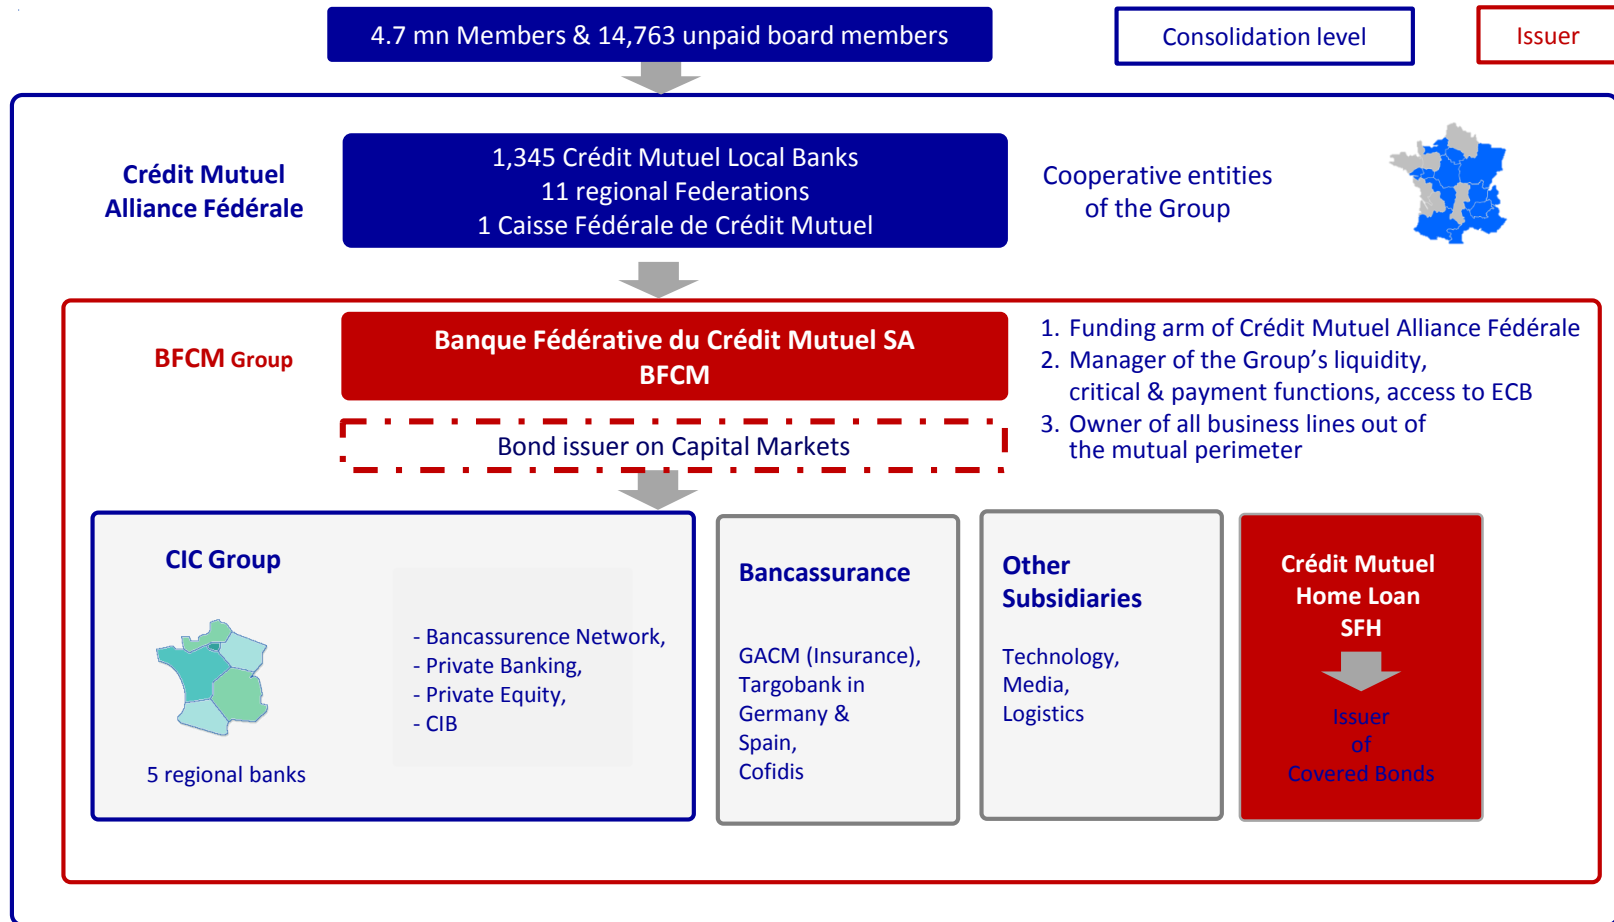 4.7 mn Members & 14,763 unpaid board members
Consolidation level
Issuer
Crédit Mutuel
Alliance Fédérale
1,345 Crédit Mutuel Local Banks
11 regional Federations
1 Caisse Fédérale de Crédit Mutuel
Cooperative entities
of the Group
BFCM Group
Banque Fédérative du Crédit Mutuel SA
BFCM
Bond issuer on Capital Markets
1. Funding arm of Crédit Mutuel Alliance Fédérale
2. Manager of the Group's liquidity,
critical & payment functions, access to ECB
3. Owner of all business lines out of
the mutual perimeter
CIC Group
5 regional banks
- Bancassurence Network,
- Private Banking,
- Private Equity,
- CIB
Bancassurance
GACM (Insurance),
Targobank in
Germany &
Spain,
Cofidis
Other
Subsidiaries
Technology,
Media,
Logistics
Crédit Mutuel
Home Loan
SFH
Issuer
of
Covered Bonds